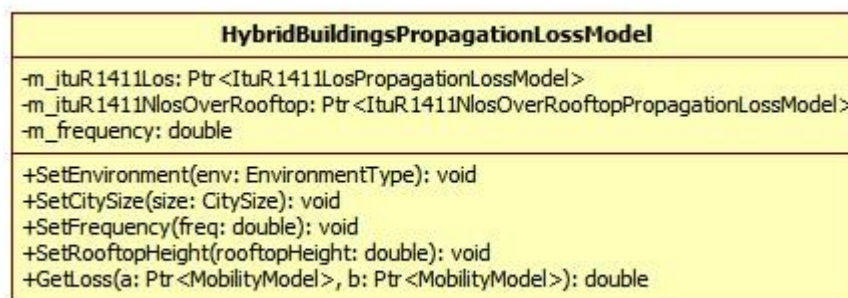 HybridBuildingsPropagationLossModel
-m_ituR1411Los: Ptr<ItuR1411LosPropagationLossModel>
-m_ituR1411NlosOverRooftop: Ptr<ItuR1411NlosOverRooftopPropagationLossModel>
-m_frequency: double
+SetEnvironment(env: EnvironmentType): void
+SetCitySize(size: CitySize): void
+SetFrequency(freq: double): void
+SetRooftopHeight(rooftopHeight: double): void
+GetLoss(a: Ptr<MobilityModel>, b: Ptr<MobilityModel>): double